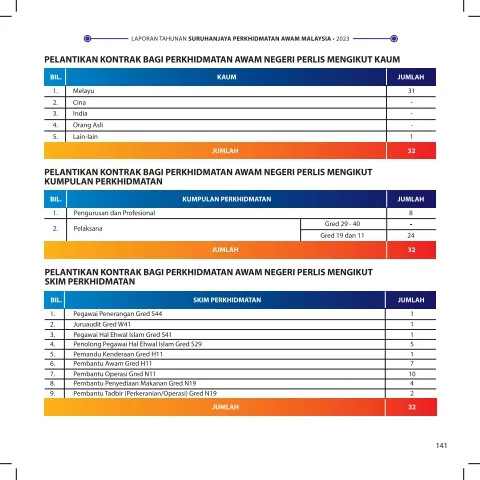 LAPORAN TAHUNAN SURUHANJAYA PERKHIDMATAN AWAM MALAYSIA • 2023
PELANTIKAN KONTRAK BAGI PERKHIDMATAN AWAM NEGERI PERLIS MENGIKUT KAUM
BIL. KAUM JUMLAH
1. Melayu 31
2. Cina -
3. India -
4. Orang Asli -
5. Lain-lain 1
JUMLAH 32
PELANTIKAN KONTRAK BAGI PERKHIDMATAN AWAM NEGERI PERLIS MENGIKUT
KUMPULAN PERKHIDMATAN
BIL. KUMPULAN PERKHIDMATAN JUMLAH
1. Pengurusan dan Profesional 8
2. Pelaksana Gred 29 - 40 -
Gred 19 dan 11 24
JUMLAH 32
PELANTIKAN KONTRAK BAGI PERKHIDMATAN AWAM NEGERI PERLIS MENGIKUT
SKIM PERKHIDMATAN
BIL. SKIM PERKHIDMATAN JUMLAH
1. Pegawai Penerangan Gred S44 1
2. Juruaudit Gred W41 1
3. Pegawai Hal Ehwal Islam Gred S41 1
4. Penolong Pegawai Hal Ehwal Islam Gred S29 5
5. Pemandu Kenderaan Gred H11 1
6. Pembantu Awam Gred H11 7
7. Pembantu Operasi Gred N11 10
8. Pembantu Penyediaan Makanan Gred N19 4
9. Pembantu Tadbir (Perkeranian/Operasi) Gred N19 2
JUMLAH 32
141